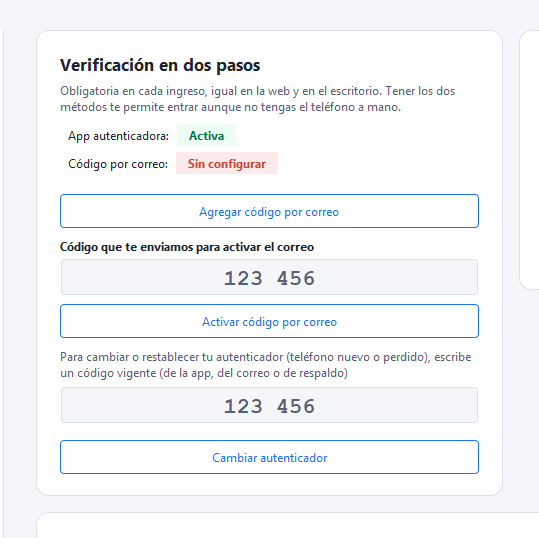 Verificación en dos pasos
Obligatoria en cada ingreso, igual en la web y en el escritorio. Tener los dos
métodos te permite entrar aunque no tengas el teléfono a mano.
App autenticadora: Activa
Código por correo: Sin configurar
Agregar código por correo
Código que te enviamos para activar el correo
123 456
Activar código por correo
Para cambiar o restablecer tu autenticador (teléfono nuevo o perdido), escribe
un código vigente (de la app, del correo o de respaldo)
123 456
Cambiar autenticador